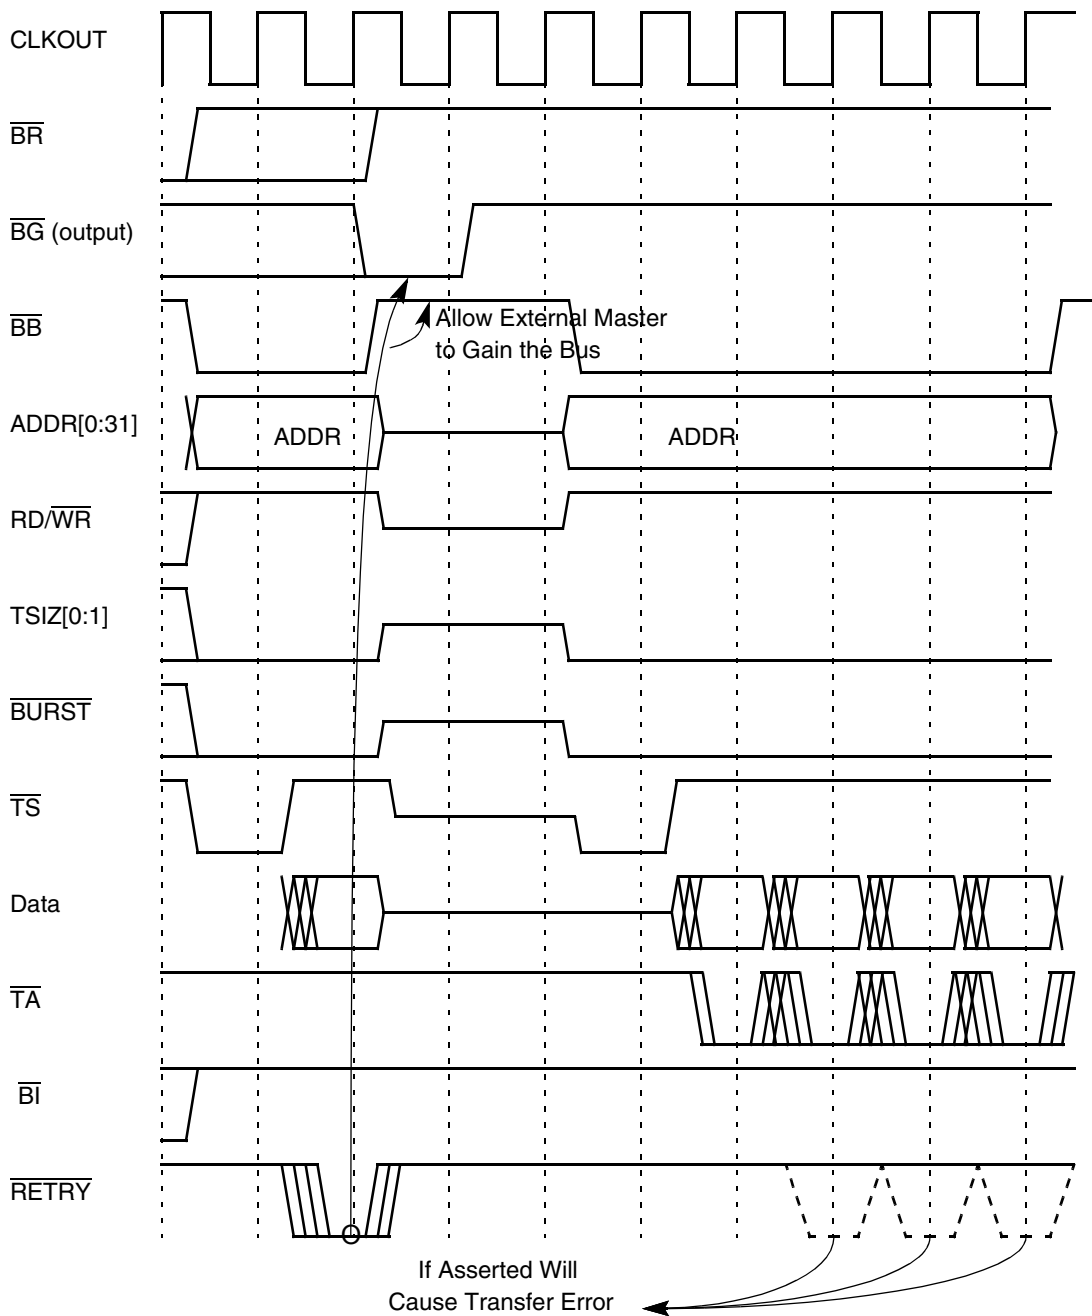 CLKOUT
BR
BG (output)
BB
Allow External Master
to Gain the Bus
ADDR[0:31]
ADDR
ADDR
RD/WR
TSIZ[0:1]
BURST
TS
Data
TA
BI
RETRY
If Asserted Will
Cause Transfer Error